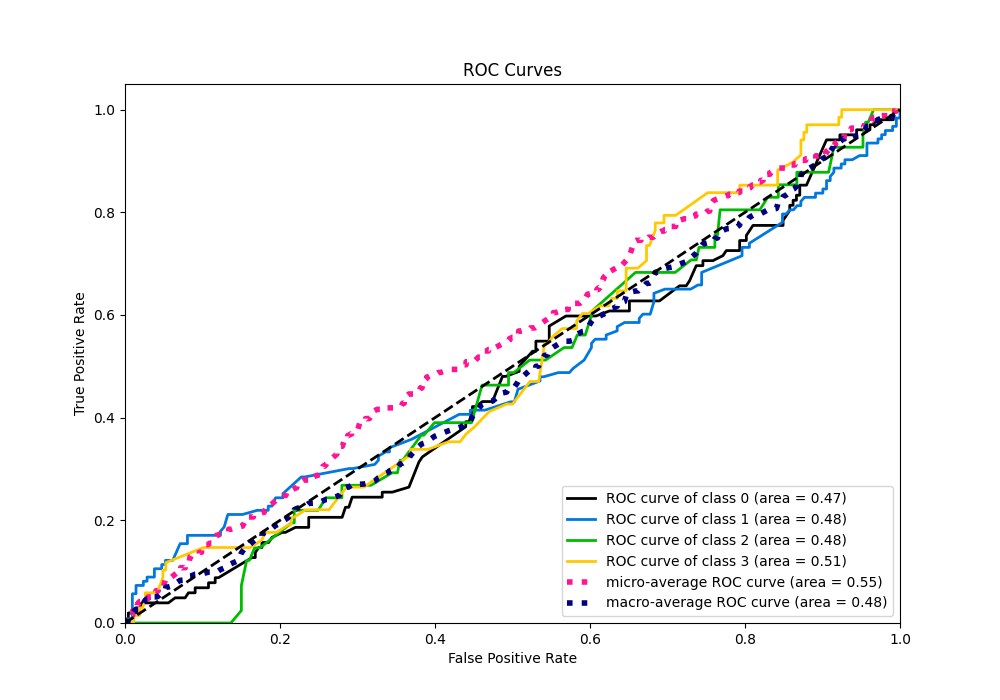 ROC Curves
True Positive Rate
1.0
0.8
0.6
0.4
0.2
0.0
0.0 0.2 0.4 0.6 0.8 1.0
False Positive Rate
ROC curve of class 0 (area = 0.47)
ROC curve of class 1 (area = 0.48)
ROC curve of class 2 (area = 0.48)
ROC curve of class 3 (area = 0.51)
micro-average ROC curve (area = 0.55)
macro-average ROC curve (area = 0.48)